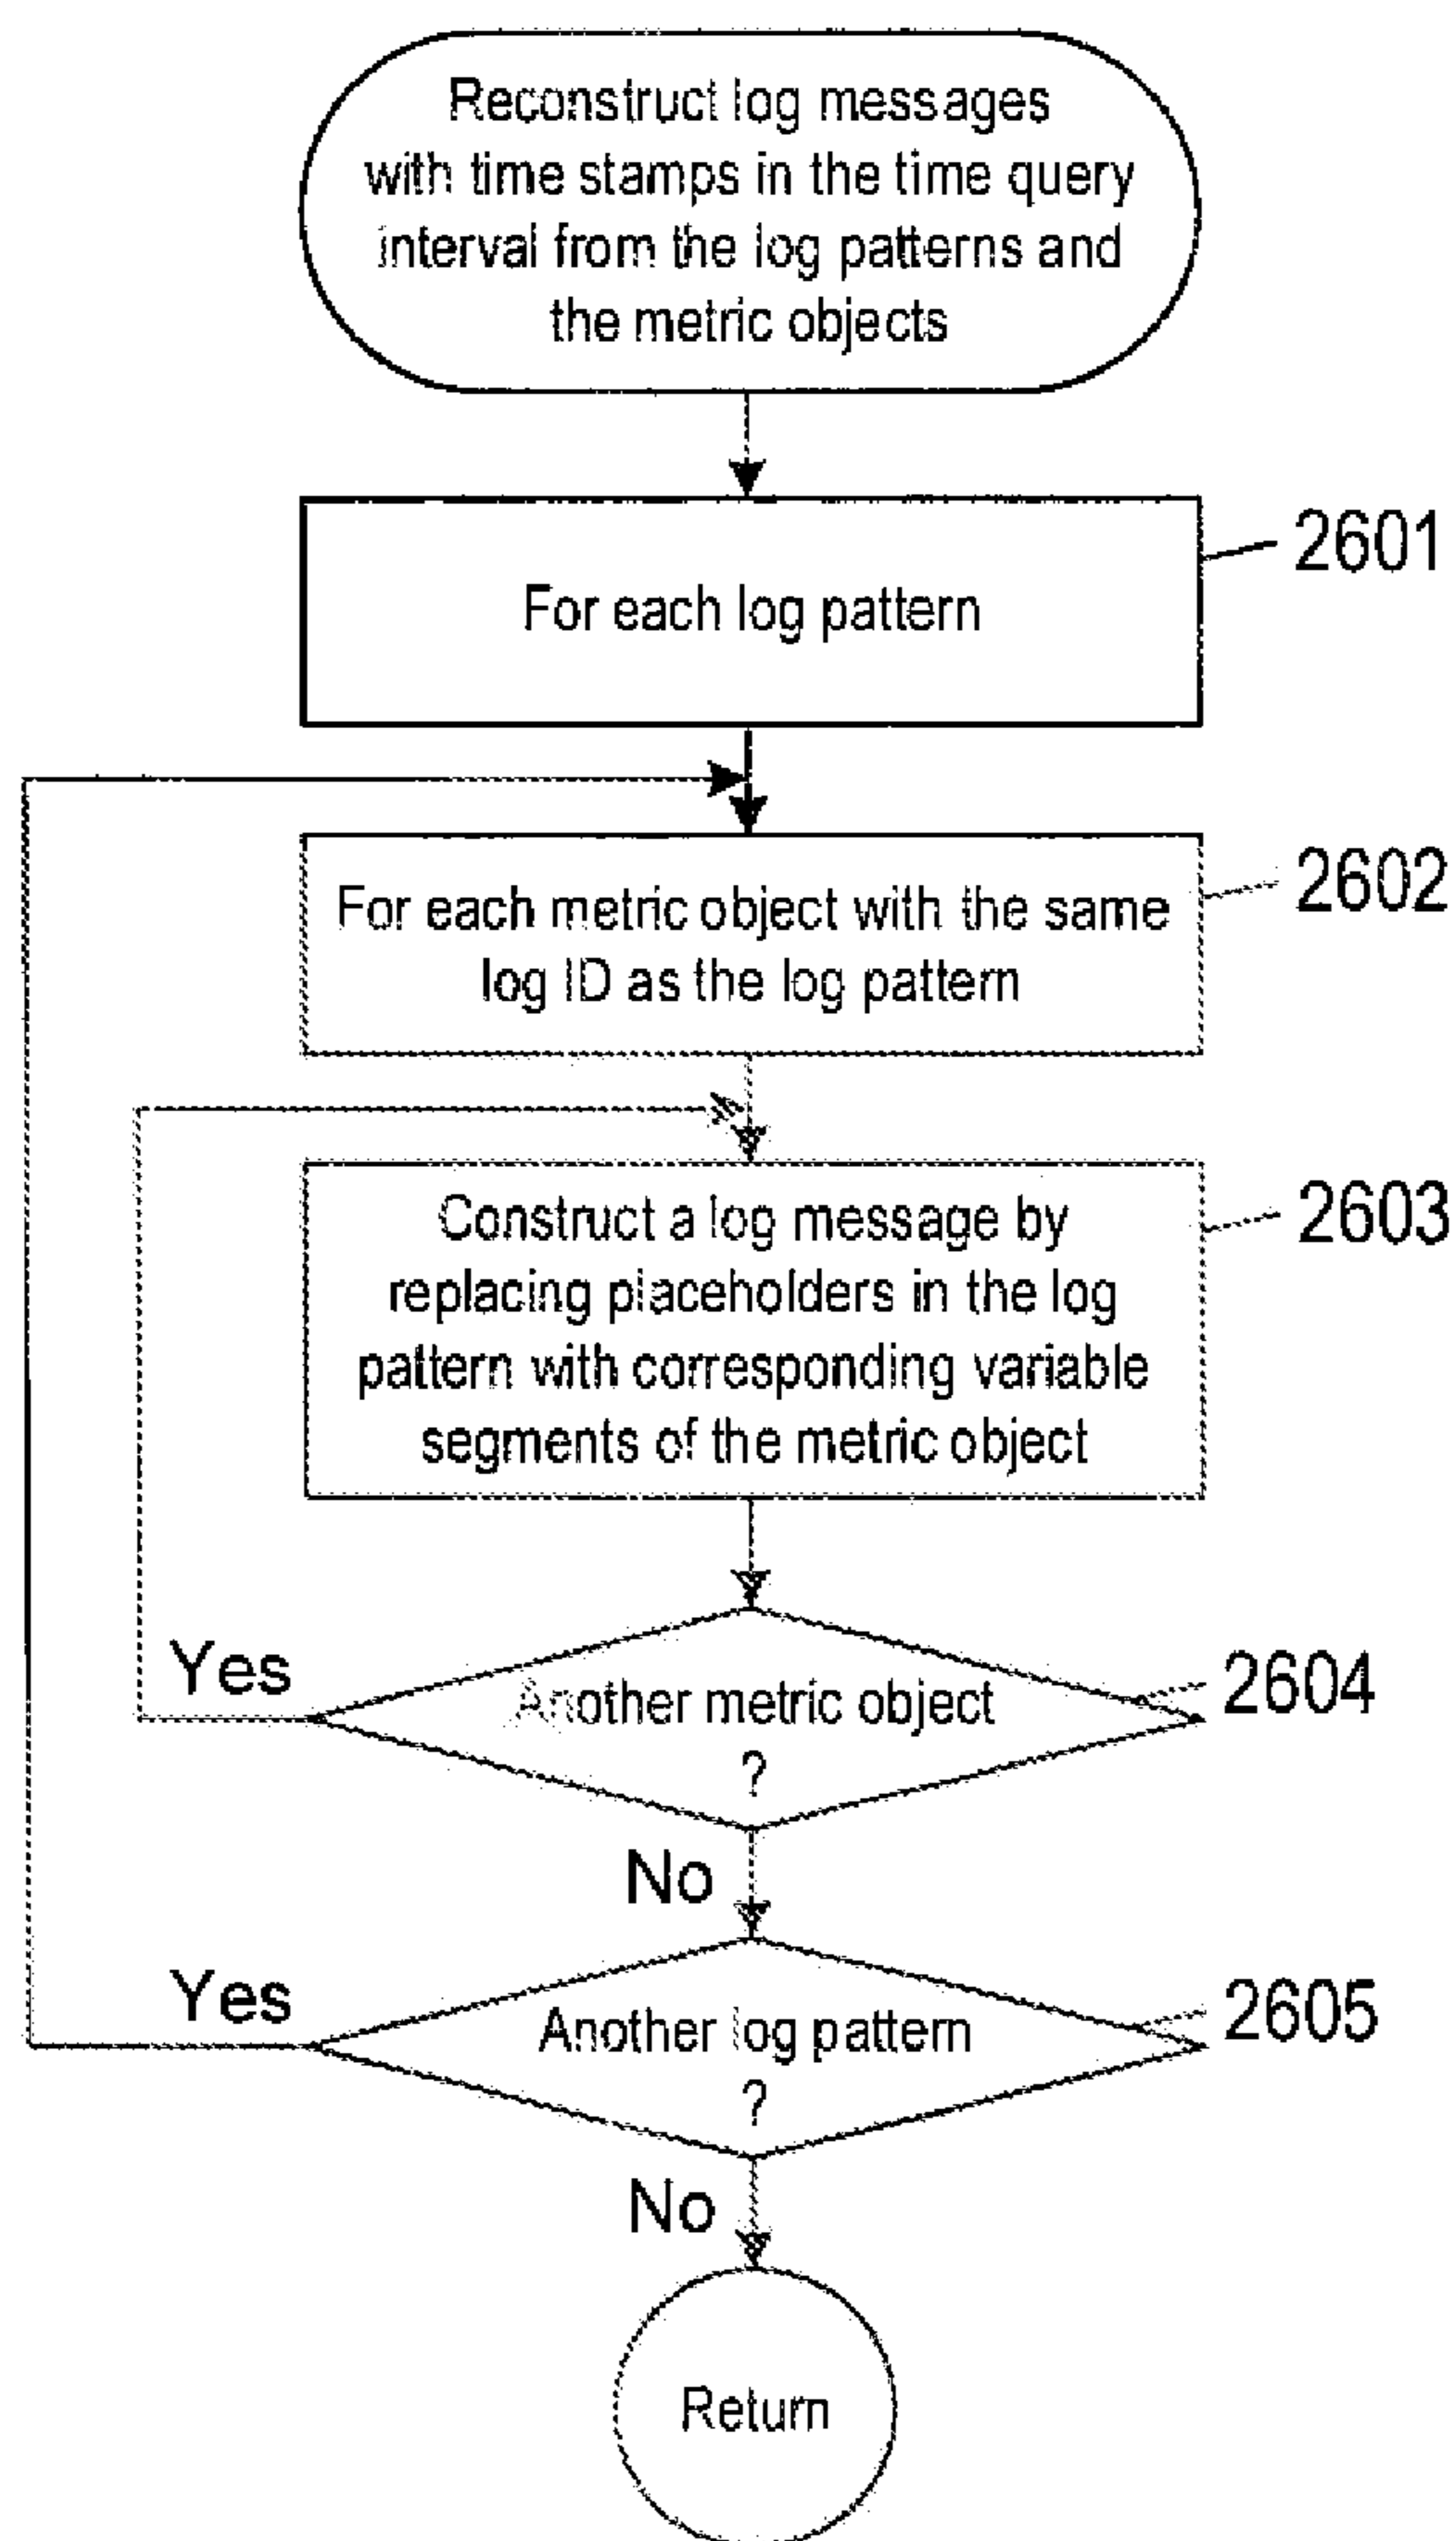 Reconstruct log messages
with time stamps in the time query
interval from the log patterns and
the metric objects
For each log pattern
2601
For each metric object with the same
log ID as the log pattern
2602
Construct a log message by
replacing placeholders in the log
pattern with corresponding variable
segments of the metric object
2603
Another metric object
?
2604
Yes
No
Another log pattern
?
2605
Yes
No
Return